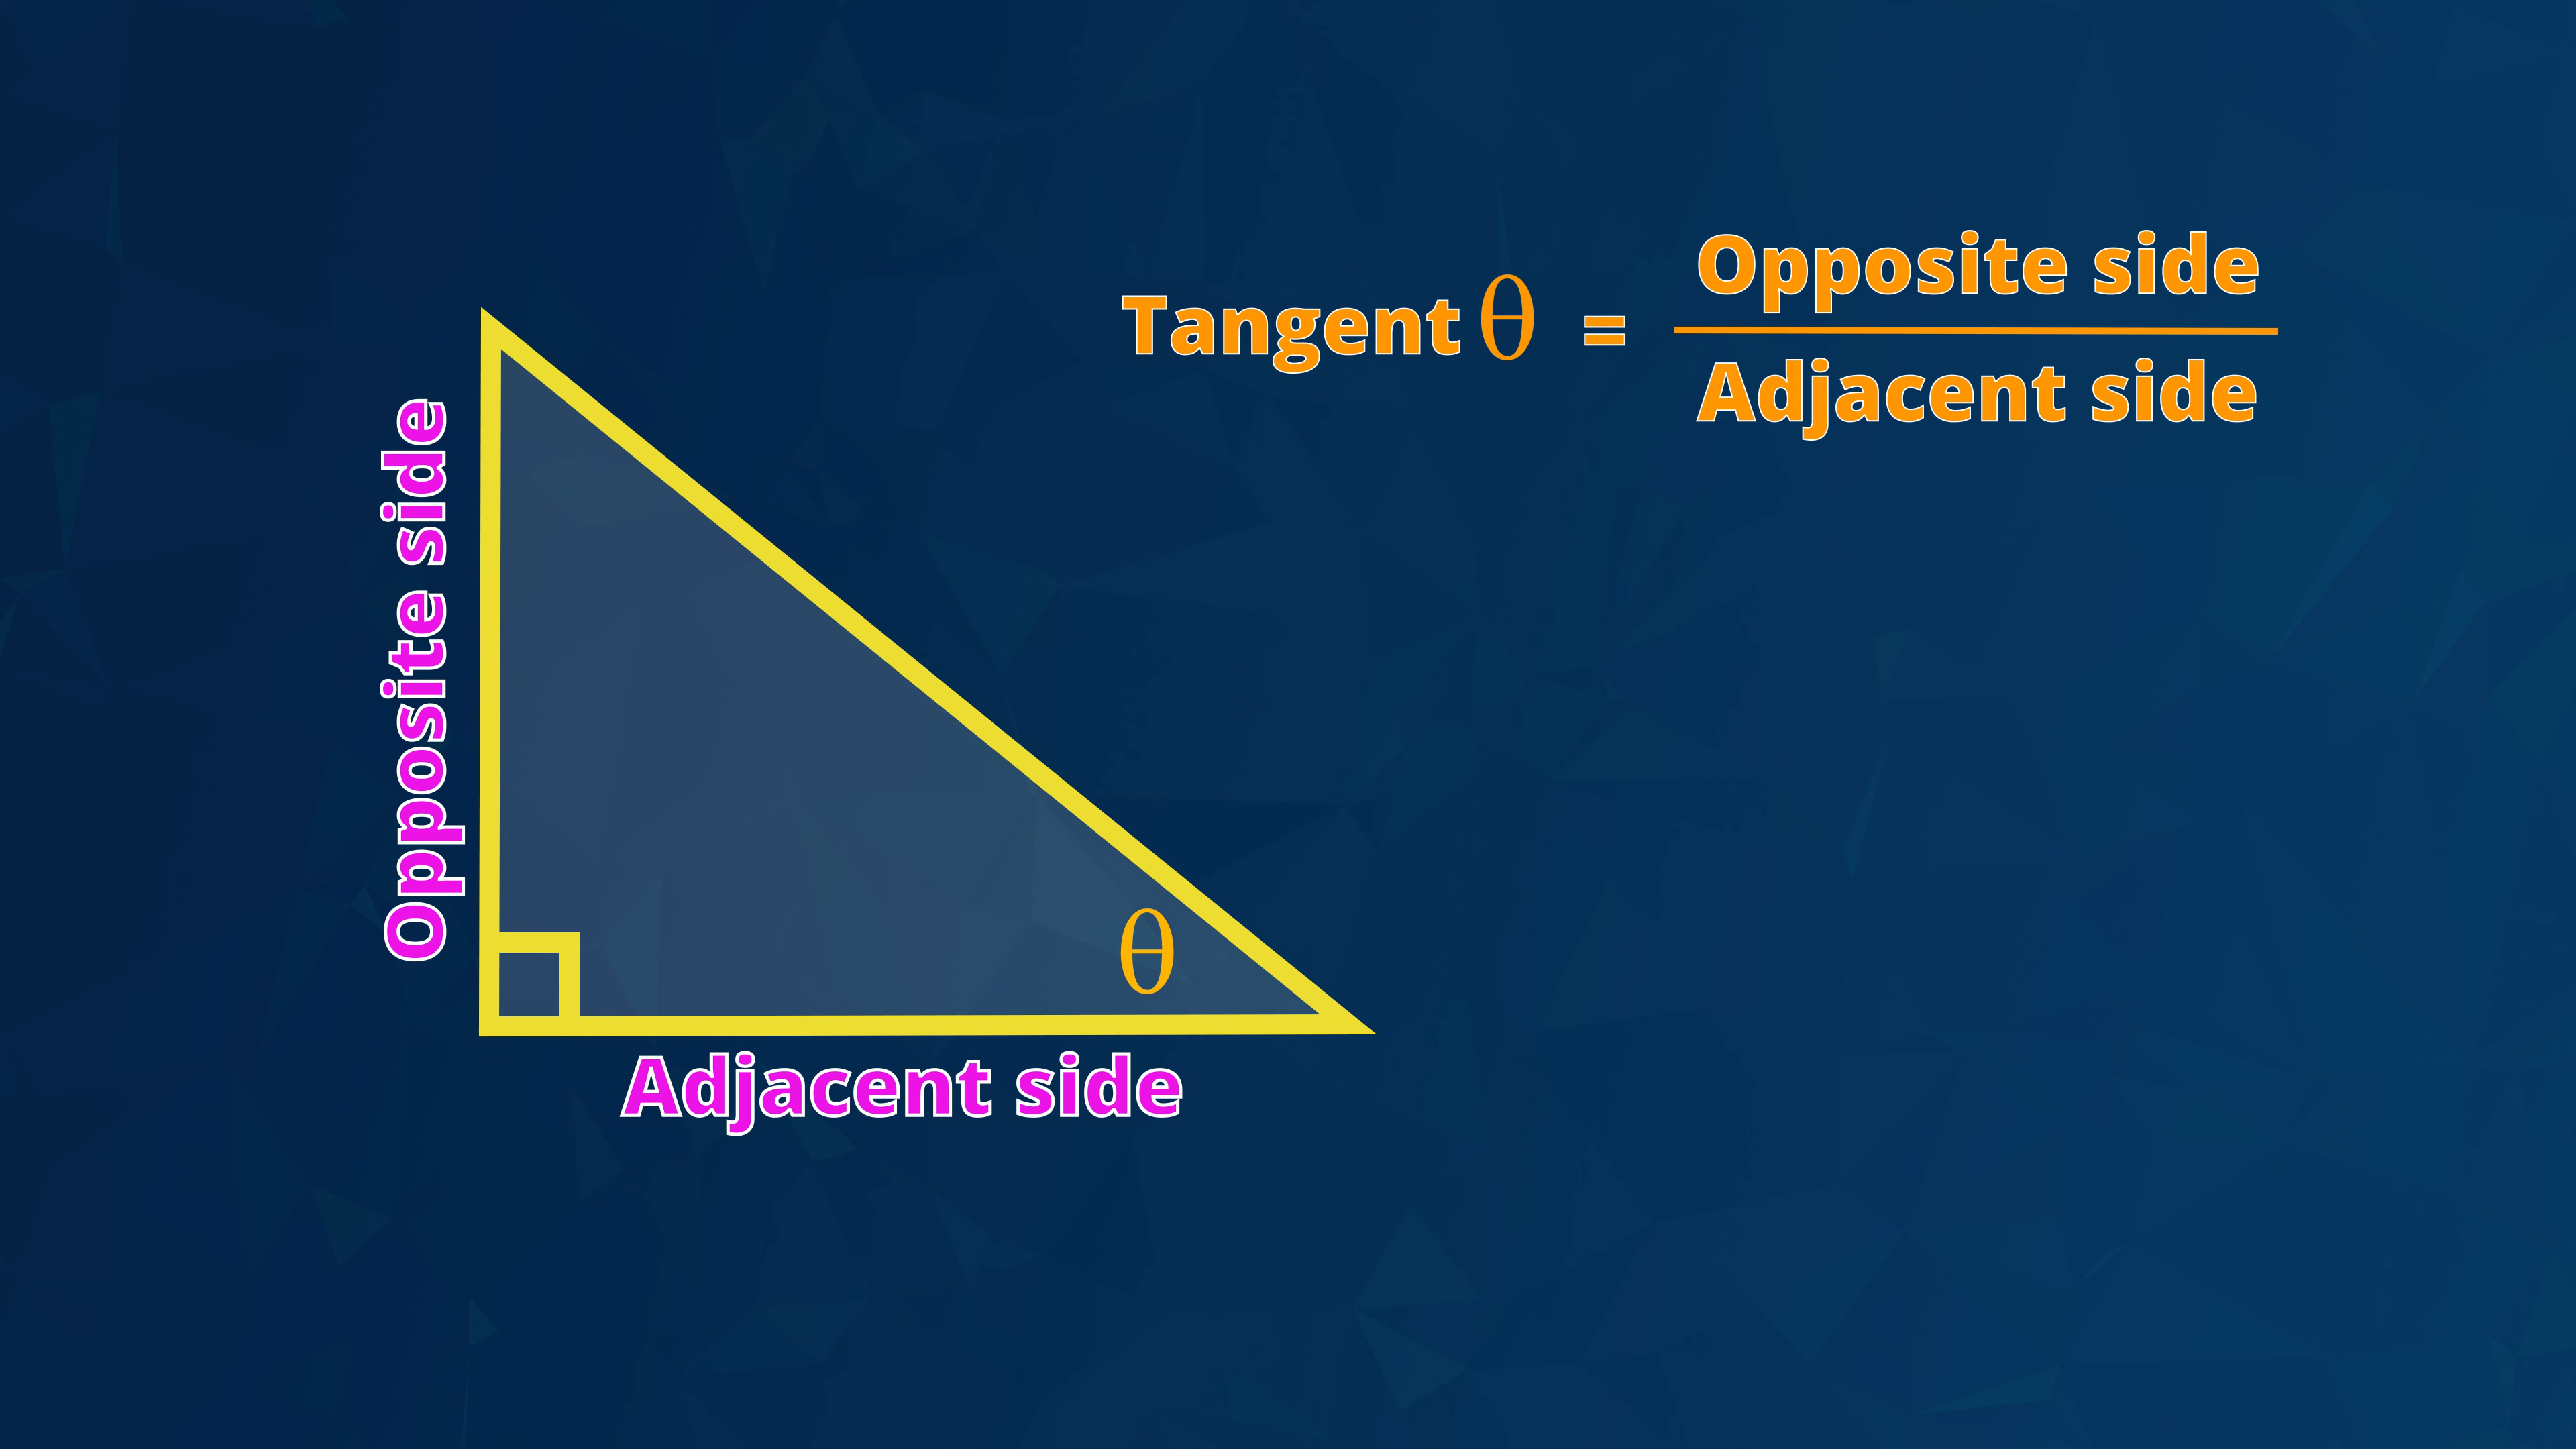 Tangent θ = Opposite side
Adjacent side
Opposite side
θ
Adjacent side